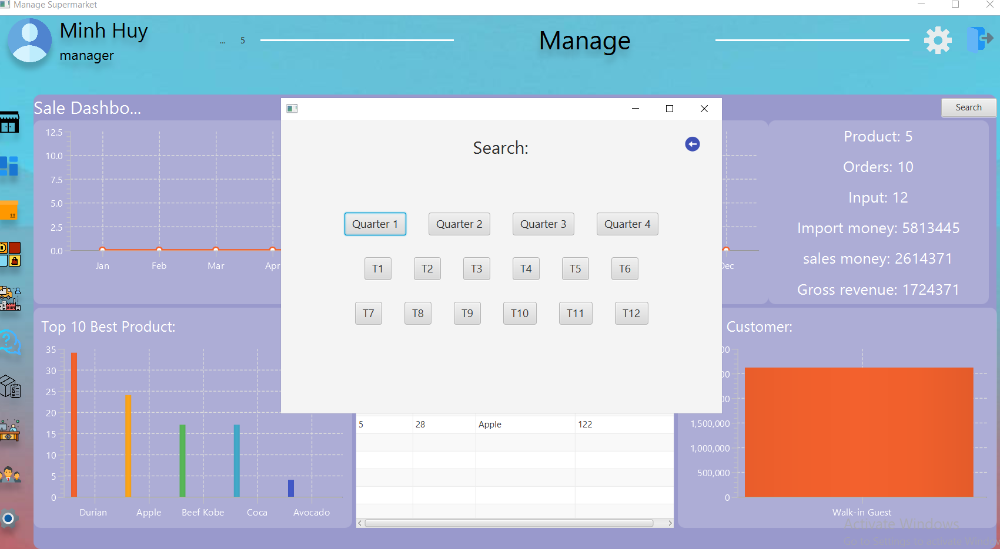 Manage Supermarket
Minh Huy
manager
... 5
Manage
Sale Dashbo...
Search
12.5
10.0
7.5
5.0
2.5
0.0
Jan Feb Mar Apr
Dec
Product: 5
Orders: 10
Input: 12
Import money: 5813445
sales money: 2614371
Gross revenue: 1724371
Search:
Quarter 1 Quarter 2 Quarter 3 Quarter 4
T1 T2 T3 T4 T5 T6
T7 T8 T9 T10 T11 T12
Top 10 Best Product:
35
30
25
20
15
10
5
0
Durian Apple Beef Kobe Coca Avocado
5 28 Apple 122
Customer:
1,500,000
1,000,000
500,000
0
Walk-in Guest
Activate Windows
Go to Settings to activate Windows